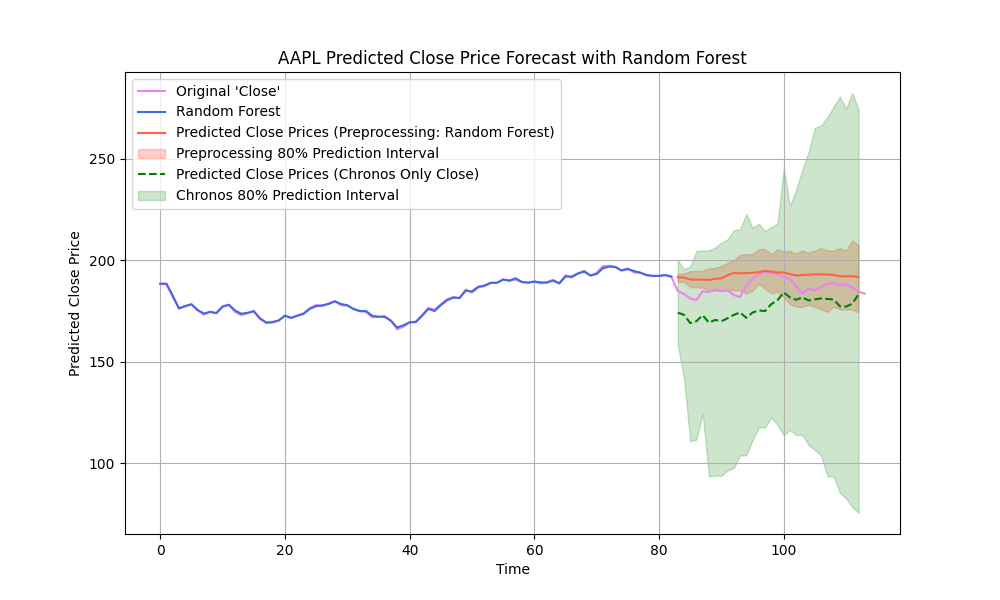 AAPL Predicted Close Price Forecast with Random Forest
Original 'Close'
Random Forest
Predicted Close Prices (Preprocessing: Random Forest)
Preprocessing 80% Prediction Interval
Predicted Close Prices (Chronos Only Close)
Chronos 80% Prediction Interval
Predicted Close Price
250
200
150
100
0 20 40 60 80 100
Time